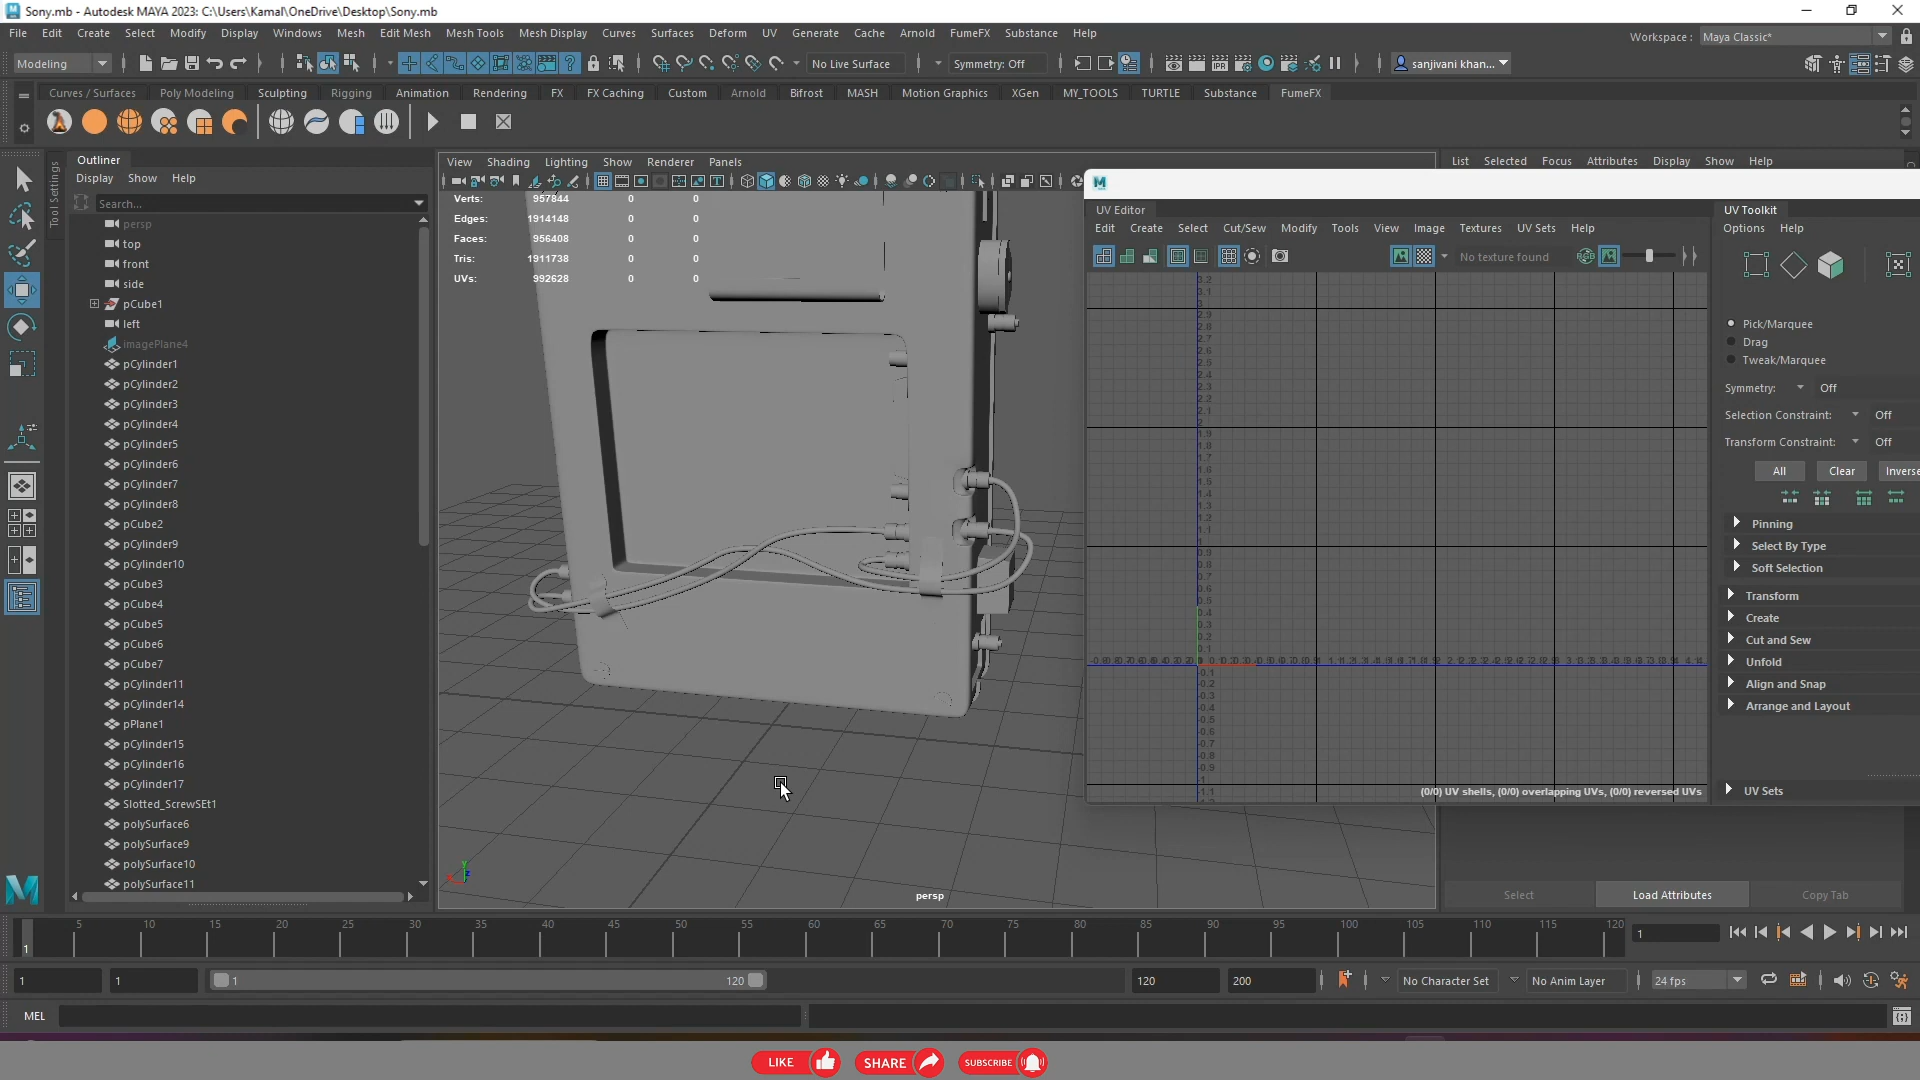 Sony.mb - Autodesk MAYA 2023: C:\Users\Kamal\OneDrive\Desktop\Sony.mb
File Edit Create Select Modify Display Windows Mesh Edit Mesh Mesh Tools Mesh Display Curves Surfaces Deform UV Generate Cache Arnold FumeFX Substance Help
Workspace : Maya Classic*
Modeling No Live Surface Symmetry: Off sanjivani khan...
Curves / Surfaces Poly Modeling Sculpting Rigging Animation Rendering FX FX Caching Custom Arnold Bifrost MASH Motion Graphics XGen MY_TOOLS TURTLE Substance FumeFX
Tool Settings
Outliner
Display Show Help
Search...
persp
top
front
side
pCube1
left
imagePlane4
pCylinder1
pCylinder2
pCylinder3
pCylinder4
pCylinder5
pCylinder6
pCylinder7
pCylinder8
pCube2
pCylinder9
pCylinder10
pCube3
pCube4
pCube5
pCube6
pCube7
pCylinder11
pCylinder14
pPlane1
pCylinder15
pCylinder16
pCylinder17
Slotted_ScrewSEt1
polySurface6
polySurface9
polySurface10
polySurface11
View Shading Lighting Show Renderer Panels
Verts: 957844 0 0
Edges: 1914148 0 0
Faces: 956408 0 0
Tris: 1911738 0 0
UVs: 992628 0 0
persp
List Selected Focus Attributes Display Show Help
UV Editor
Edit Create Select Cut/Sew Modify Tools View Image Textures UV Sets Help
No texture found
(0/0) UV shells, (0/0) overlapping UVs, (0/0) reversed UVs
UV Toolkit
Options Help
Pick/Marquee
Drag
Tweak/Marquee
Symmetry: Off
Selection Constraint: Off
Transform Constraint: Off
All Clear Inverse
Pinning
Select By Type
Soft Selection
Transform
Create
Cut and Sew
Unfold
Align and Snap
Arrange and Layout
UV Sets
Select Load Attributes Copy Tab
1 5 10 15 20 25 30 35 40 45 50 55 60 65 70 75 80 85 90 95 100 105 110 115 120 1
1 1 1 120 120 200 No Character Set No Anim Layer 24 fps
MEL
LIKE SHARE SUBSCRIBE